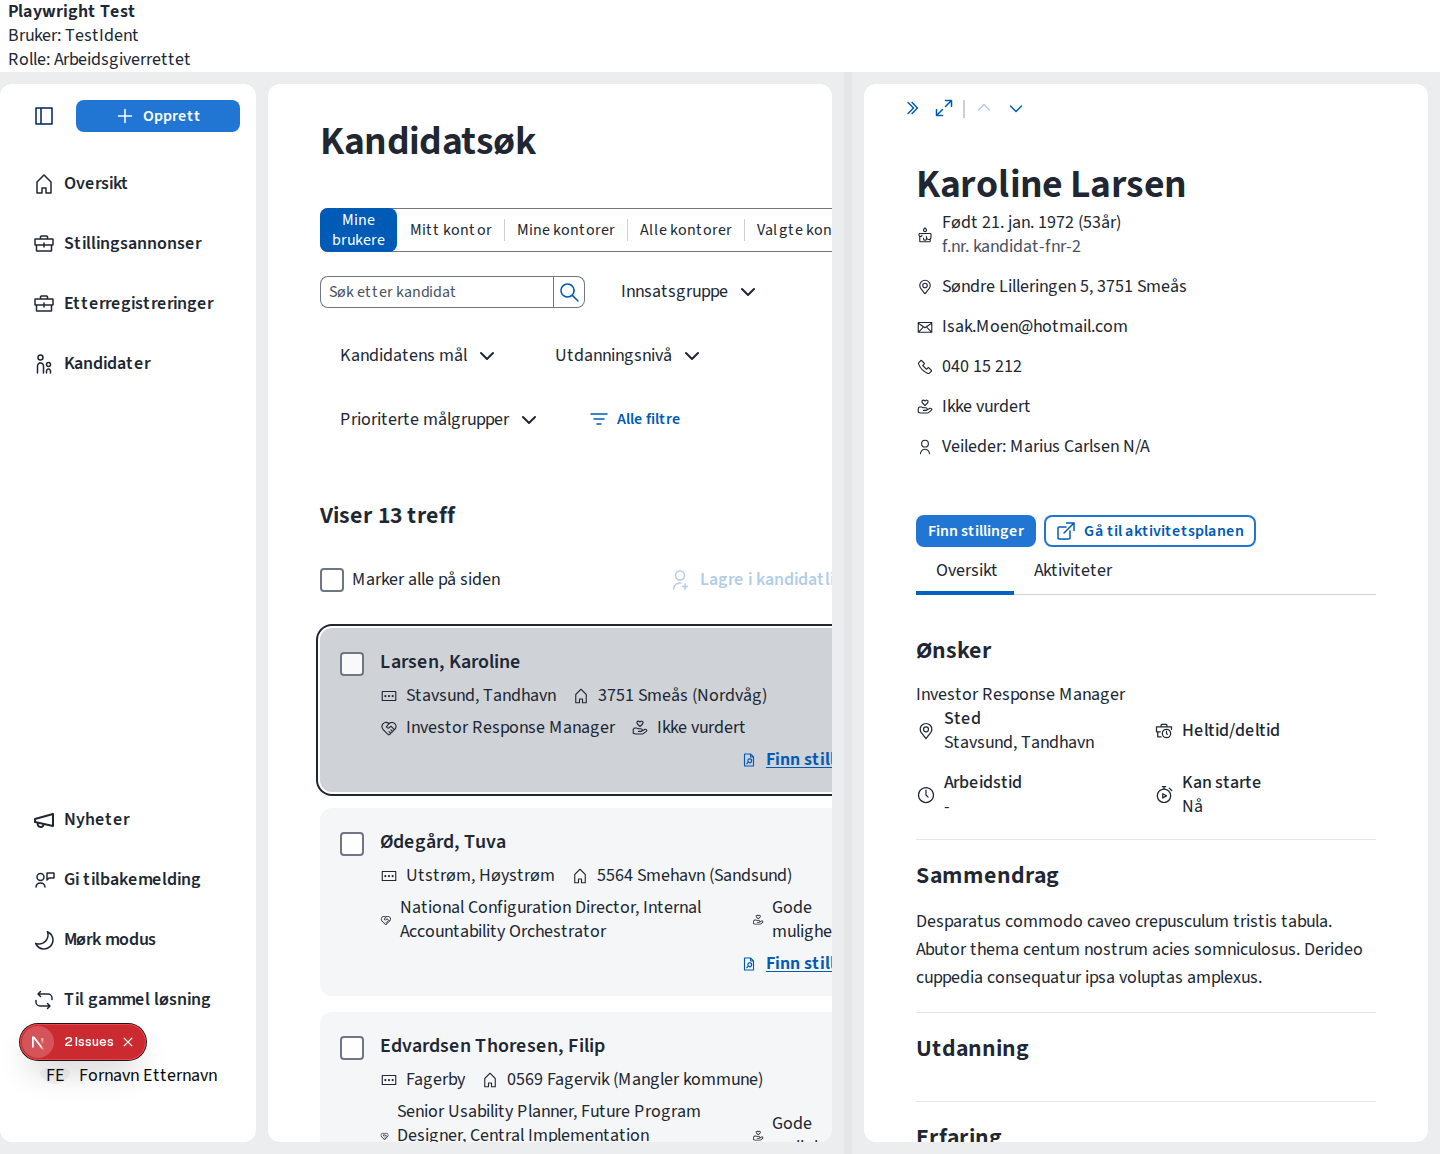 Playwright Test
Bruker: TestIdent
Rolle: Arbeidsgiverrettet
Opprett
Oversikt
Stillingsannonser
Etterregistreringer
Kandidater
Nyheter
Gi tilbakemelding
Mørk modus
Til gammel løsning
2 Issues
FE Fornavn Etternavn
Kandidatsøk
Mine brukere
Mitt kontor
Mine kontorer
Alle kontorer
Valgte kon
Søk etter kandidat
Innsatsgruppe
Kandidatens mål
Utdanningsnivå
Prioriterte målgrupper
Alle filtre
Viser 13 treff
Marker alle på siden
Lagre i kandidatli
Larsen, Karoline
Stavsund, Tandhavn 3751 Smeås (Nordvåg)
Investor Response Manager Ikke vurdert
Finn still
Ødegård, Tuva
Utstrøm, Høystrøm 5564 Smehavn (Sandsund)
National Configuration Director, Internal Gode
Accountability Orchestrator mulighe
Finn still
Edvardsen Thoresen, Filip
Fagerby 0569 Fagervik (Mangler kommune)
Senior Usability Planner, Future Program
Designer, Central Implementation
Gode
Karoline Larsen
Født 21. jan. 1972 (53år)
f.nr. kandidat-fnr-2
Søndre Lilleringen 5, 3751 Smeås
Isak.Moen@hotmail.com
040 15 212
Ikke vurdert
Veileder: Marius Carlsen N/A
Finn stillinger
Gå til aktivitetsplanen
Oversikt
Aktiviteter
Ønsker
Investor Response Manager
Sted
Stavsund, Tandhavn
Heltid/deltid
Arbeidstid
-
Kan starte
Nå
Sammendrag
Desparatus commodo caveo crepusculum tristis tabula.
Abutor thema centum nostrum acies somniculosus. Derideo
cuppedia consequatur ipsa voluptas amplexus.
Utdanning
Erfaring